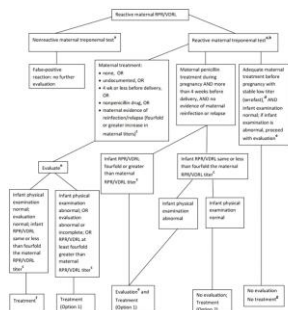 Reactive maternal RPR/VDRL
Nonreactive maternal treponemal test
Reactive maternal treponemal test
False-positive
reaction: no further
evaluation
Maternal treatment:
• none, OR
• undocumented, OR
• 4 wk or less before delivery,
OR
• nonpenicillin drug, OR
• maternal evidence of
reinfection/relapse (fourfold
or greater increase in
maternal titers)
Maternal penicillin
treatment during
pregnancy AND more
than 4 weeks before
delivery, AND no
evidence of maternal
reinfection or relapse
Adequate maternal
treatment before
pregnancy with
stable low titer
(serofast), AND
infant examination
normal; if infant
examination is
abnormal, proceed
with evaluation
Evaluate
Infant RPR/VDRL
fourfold or greater
than maternal
RPR/VDRL titer
Infant RPR/VDRL same or less
than fourfold the maternal
RPR/VDRL titer
Infant physical
examination
normal;
evaluation
normal; infant
RPR/VDRL
same or less
than fourfold
the maternal
RPR/VDRL
titer
Infant physical
examination
abnormal; OR
evaluation
abnormal or
incomplete; OR
RPR/VDRL at
least fourfold
greater than
maternal
RPR/VDRL titer
Infant physical
examination
abnormal
Infant physical
examination
normal
Treatment
Treatment
(Option 1)
Evaluation and
Treatment
(Option 1)
No evaluation;
Treatment
No evaluation
No treatment